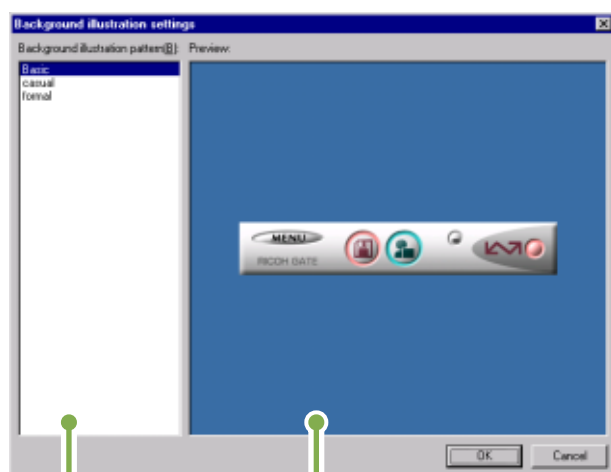 Background illustration settings
Background illustration pattern(B): Preview:
Basic
casual
formal
MENU
RICOH GATE
OK Cancel